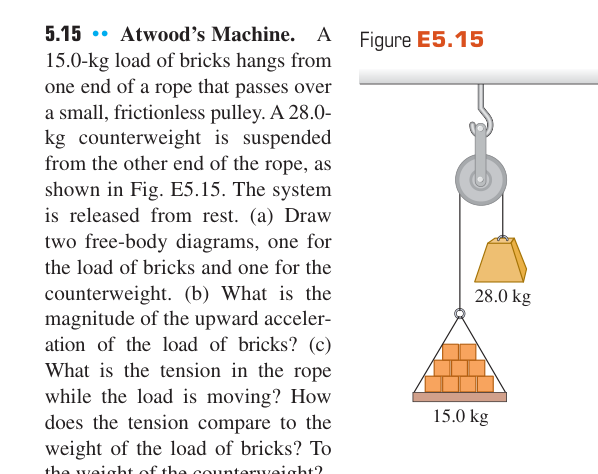 5.15 •• Atwood's Machine. A
15.0-kg load of bricks hangs from
one end of a rope that passes over
a small, frictionless pulley. A 28.0-
kg counterweight is suspended
from the other end of the rope, as
shown in Fig. E5.15. The system
is released from rest. (a) Draw
two free-body diagrams, one for
the load of bricks and one for the
counterweight. (b) What is the
magnitude of the upward acceler-
ation of the load of bricks? (c)
What is the tension in the rope
while the load is moving? How
does the tension compare to the
weight of the load of bricks? To
the weight of the counterweight?
Figure E5.15
28.0 kg
15.0 kg